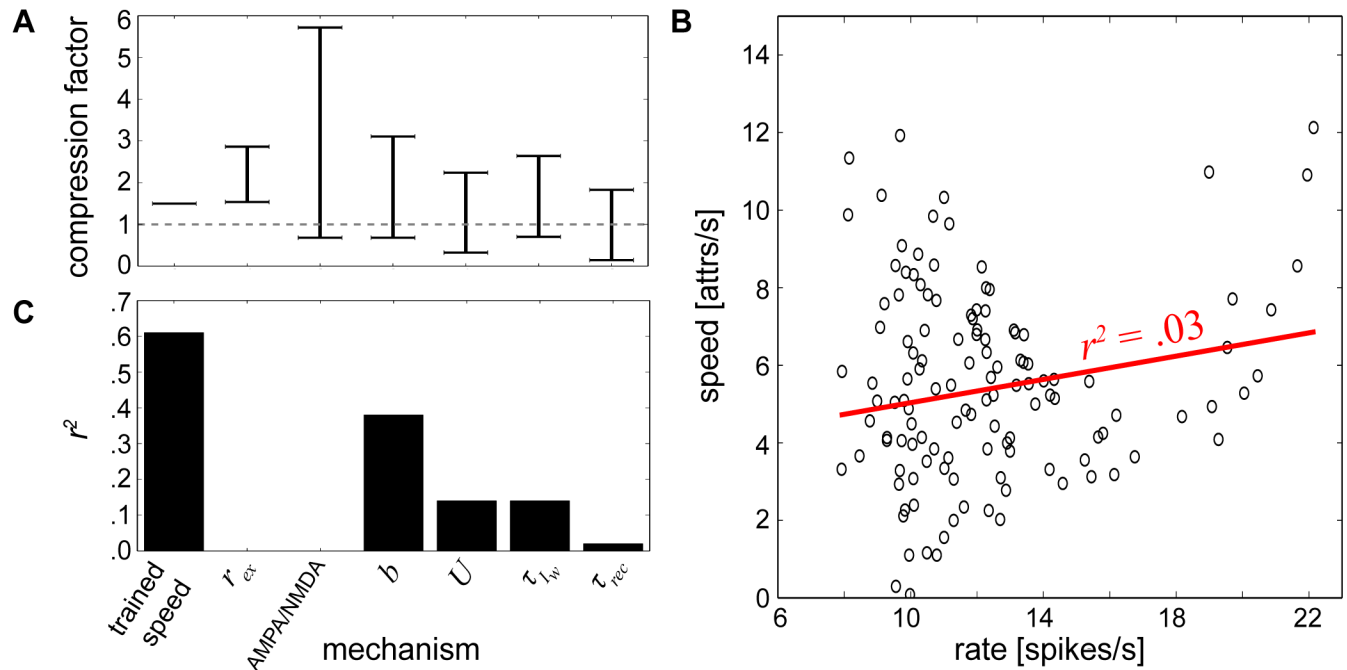 A
compression factor
6
5
4
3
2
1
0
C
r²
.7
.6
.5
.4
.3
.2
.1
.0
trained speed
r_ex
AMPA/NMDA
b
U
τ_I_w
τ_rec
mechanism
B
speed [attrs/s]
14
12
10
8
6
4
2
0
r² = .03
6
10
14
18
22
rate [spikes/s]